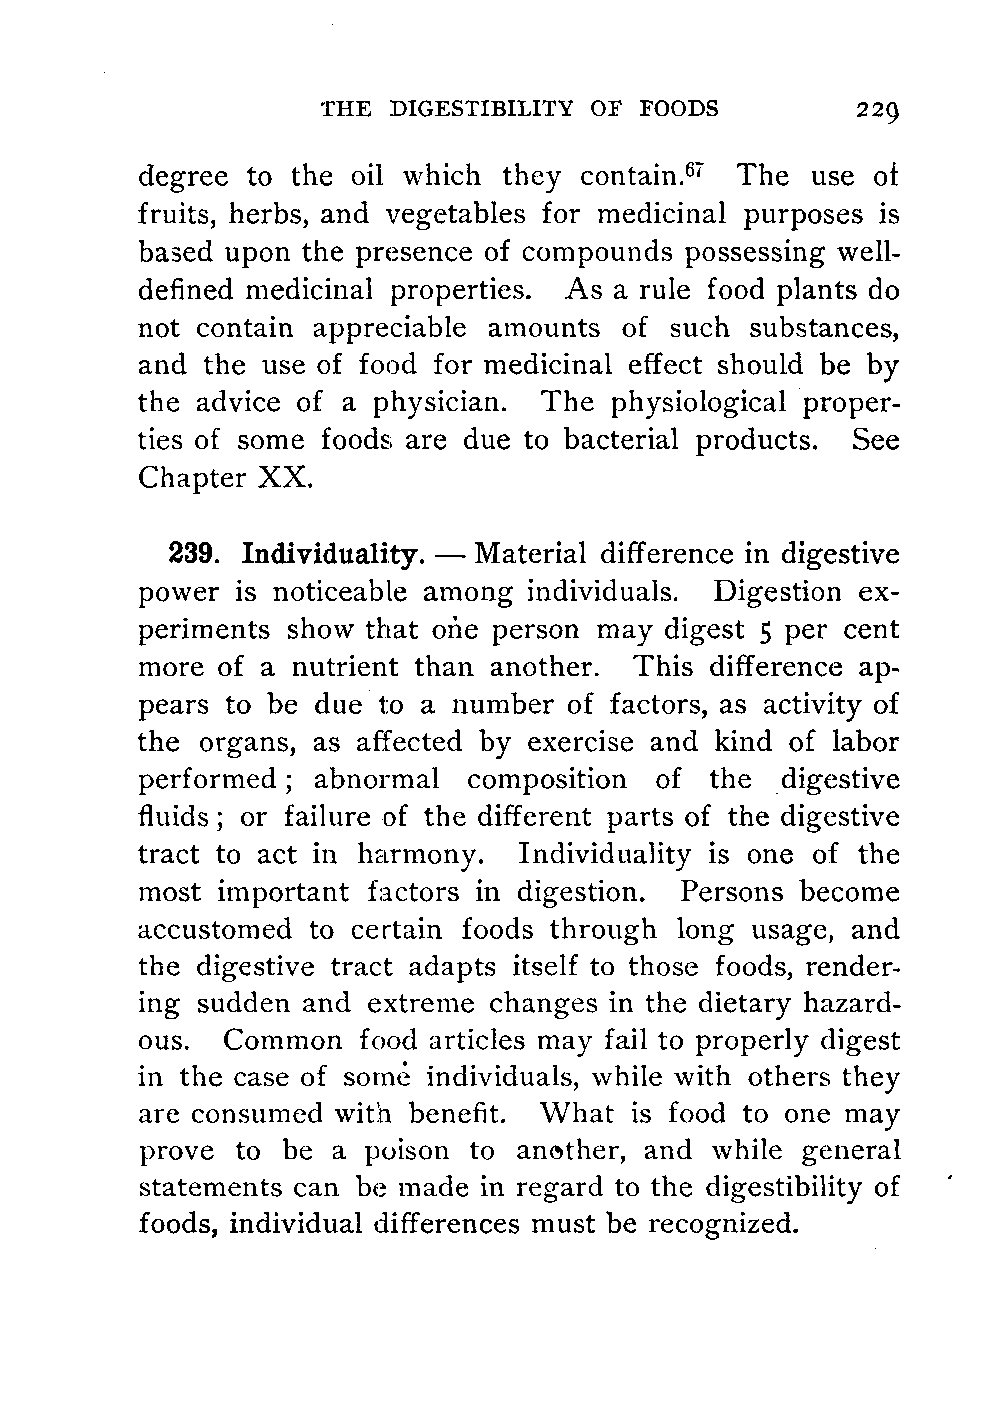 THE DIGESTIBILITY OF FOODS 229
degree to the oil which they contain.⁶⁷ The use of
fruits, herbs, and vegetables for medicinal purposes is
based upon the presence of compounds possessing well-
defined medicinal properties. As a rule food plants do
not contain appreciable amounts of such substances,
and the use of food for medicinal effect should be by
the advice of a physician. The physiological proper-
ties of some foods are due to bacterial products. See
Chapter XX.
239. Individuality. — Material difference in digestive
power is noticeable among individuals. Digestion ex-
periments show that one person may digest 5 per cent
more of a nutrient than another. This difference ap-
pears to be due to a number of factors, as activity of
the organs, as affected by exercise and kind of labor
performed; abnormal composition of the digestive
fluids; or failure of the different parts of the digestive
tract to act in harmony. Individuality is one of the
most important factors in digestion. Persons become
accustomed to certain foods through long usage, and
the digestive tract adapts itself to those foods, render-
ing sudden and extreme changes in the dietary hazard-
ous. Common food articles may fail to properly digest
in the case of some individuals, while with others they
are consumed with benefit. What is food to one may
prove to be a poison to another, and while general
statements can be made in regard to the digestibility of
foods, individual differences must be recognized.